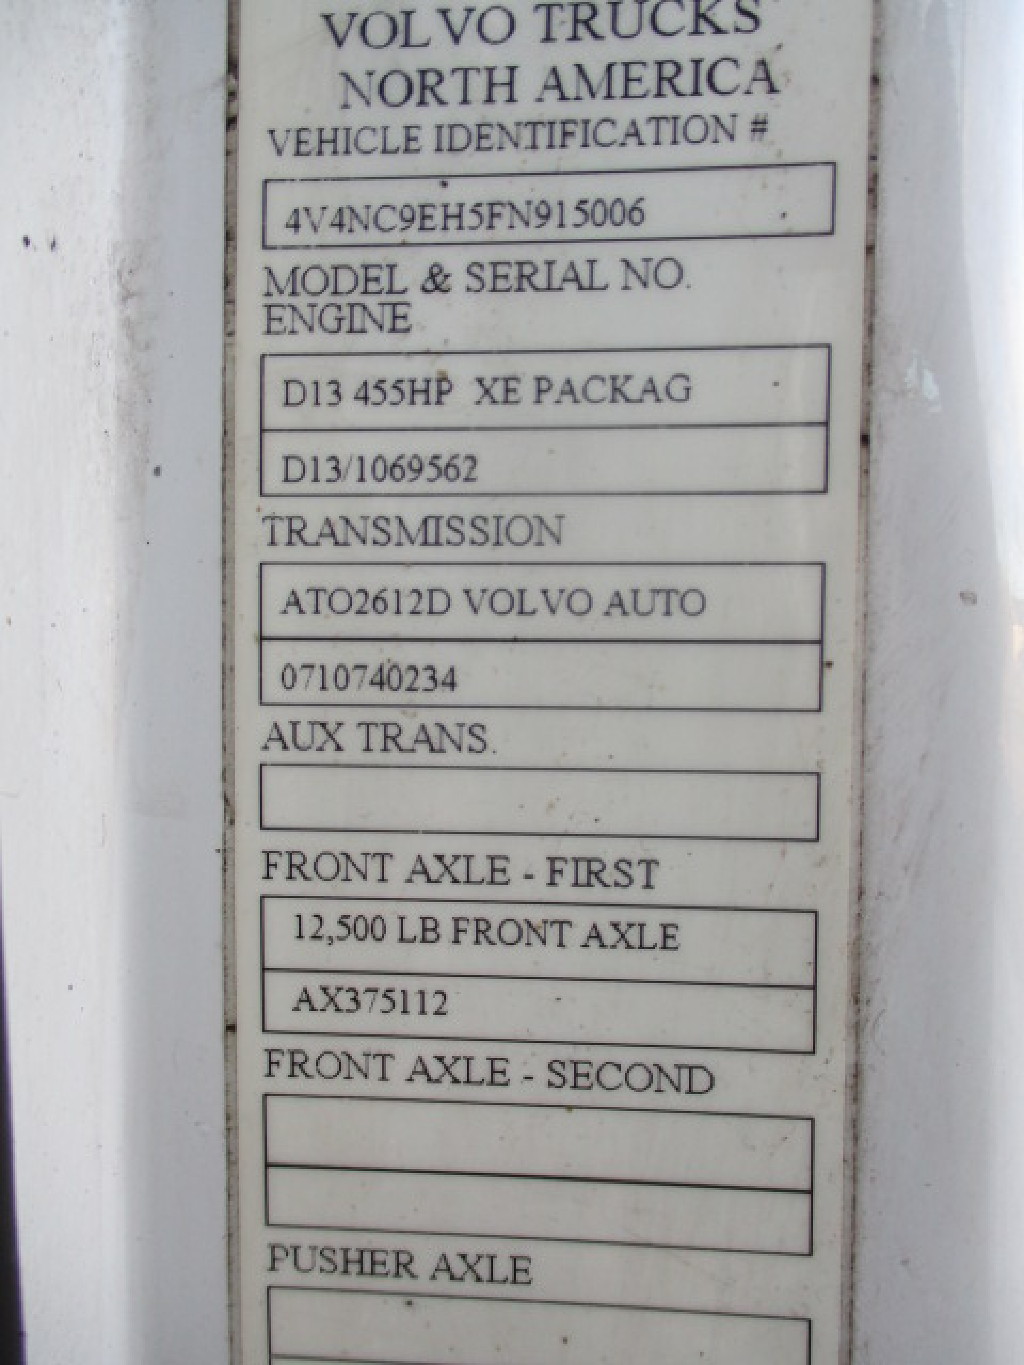 VOLVO TRUCKS
NORTH AMERICA
VEHICLE IDENTIFICATION #
4V4NC9EH5FN915006
MODEL & SERIAL NO.
ENGINE
D13 455HP XE PACKAG
D13/1069562
TRANSMISSION
ATO2612D VOLVO AUTO
0710740234
AUX TRANS.
FRONT AXLE - FIRST
12,500 LB FRONT AXLE
AX375112
FRONT AXLE - SECOND
PUSHER AXLE